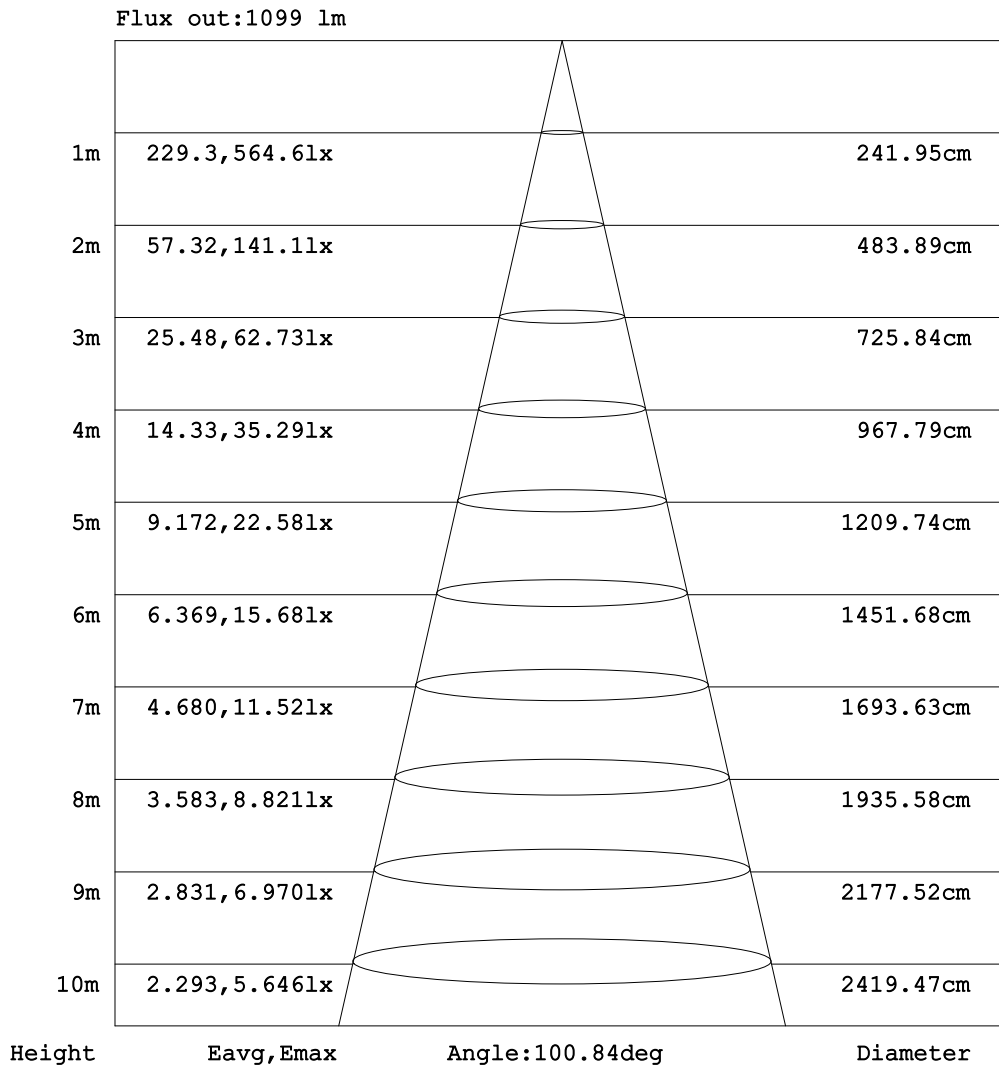 Flux out:1099 lm
1m 229.3,564.6lx 241.95cm
2m 57.32,141.1lx 483.89cm
3m 25.48,62.73lx 725.84cm
4m 14.33,35.29lx 967.79cm
5m 9.172,22.58lx 1209.74cm
6m 6.369,15.68lx 1451.68cm
7m 4.680,11.52lx 1693.63cm
8m 3.583,8.821lx 1935.58cm
9m 2.831,6.970lx 2177.52cm
10m 2.293,5.646lx 2419.47cm
Height Eavg,Emax Angle:100.84deg Diameter